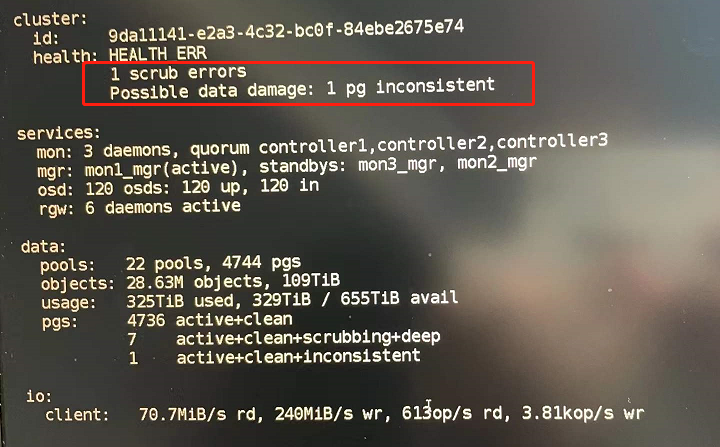 cluster:
id: 9da11141-e2a3-4c32-bc0f-84ebe2675e74
health: HEALTH_ERR
1 scrub errors
Possible data damage: 1 pg inconsistent
services:
mon: 3 daemons, quorum controller1,controller2,controller3
mgr: mon1_mgr(active), standbys: mon3_mgr, mon2_mgr
osd: 120 osds: 120 up, 120 in
rgw: 6 daemons active
data:
pools: 22 pools, 4744 pgs
objects: 28.63M objects, 109TiB
usage: 325TiB used, 329TiB / 655TiB avail
pgs: 4736 active+clean
7 active+clean+scrubbing+deep
1 active+clean+inconsistent
io:
client: 70.7MiB/s rd, 240MiB/s wr, 613op/s rd, 3.81kop/s wr